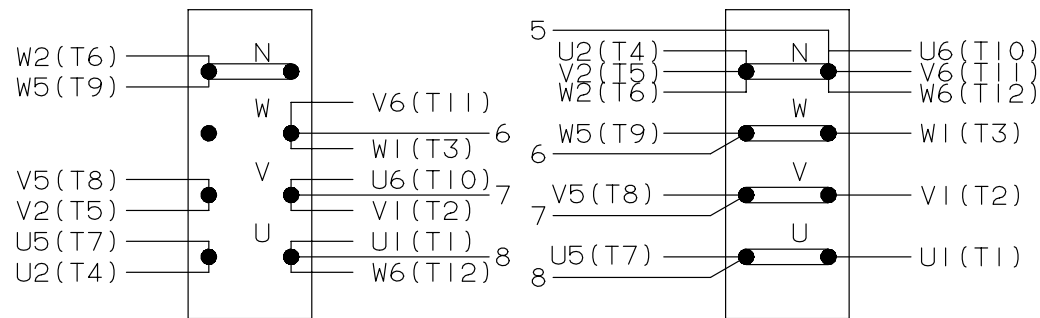 W2(T6)
N
W5(T9)
V6(T11)
W
6
W1(T3)
V5(T8)
V
U6(T10)
7
V2(T5)
V1(T2)
U5(T7)
U
U1(T1)
8
U2(T4)
W6(T12)
5
U2(T4)
N
U6(T10)
V2(T5)
V6(T11)
W2(T6)
W6(T12)
W
W5(T9)
W1(T3)
6
V
V5(T8)
V1(T2)
7
U
U5(T7)
U1(T1)
8